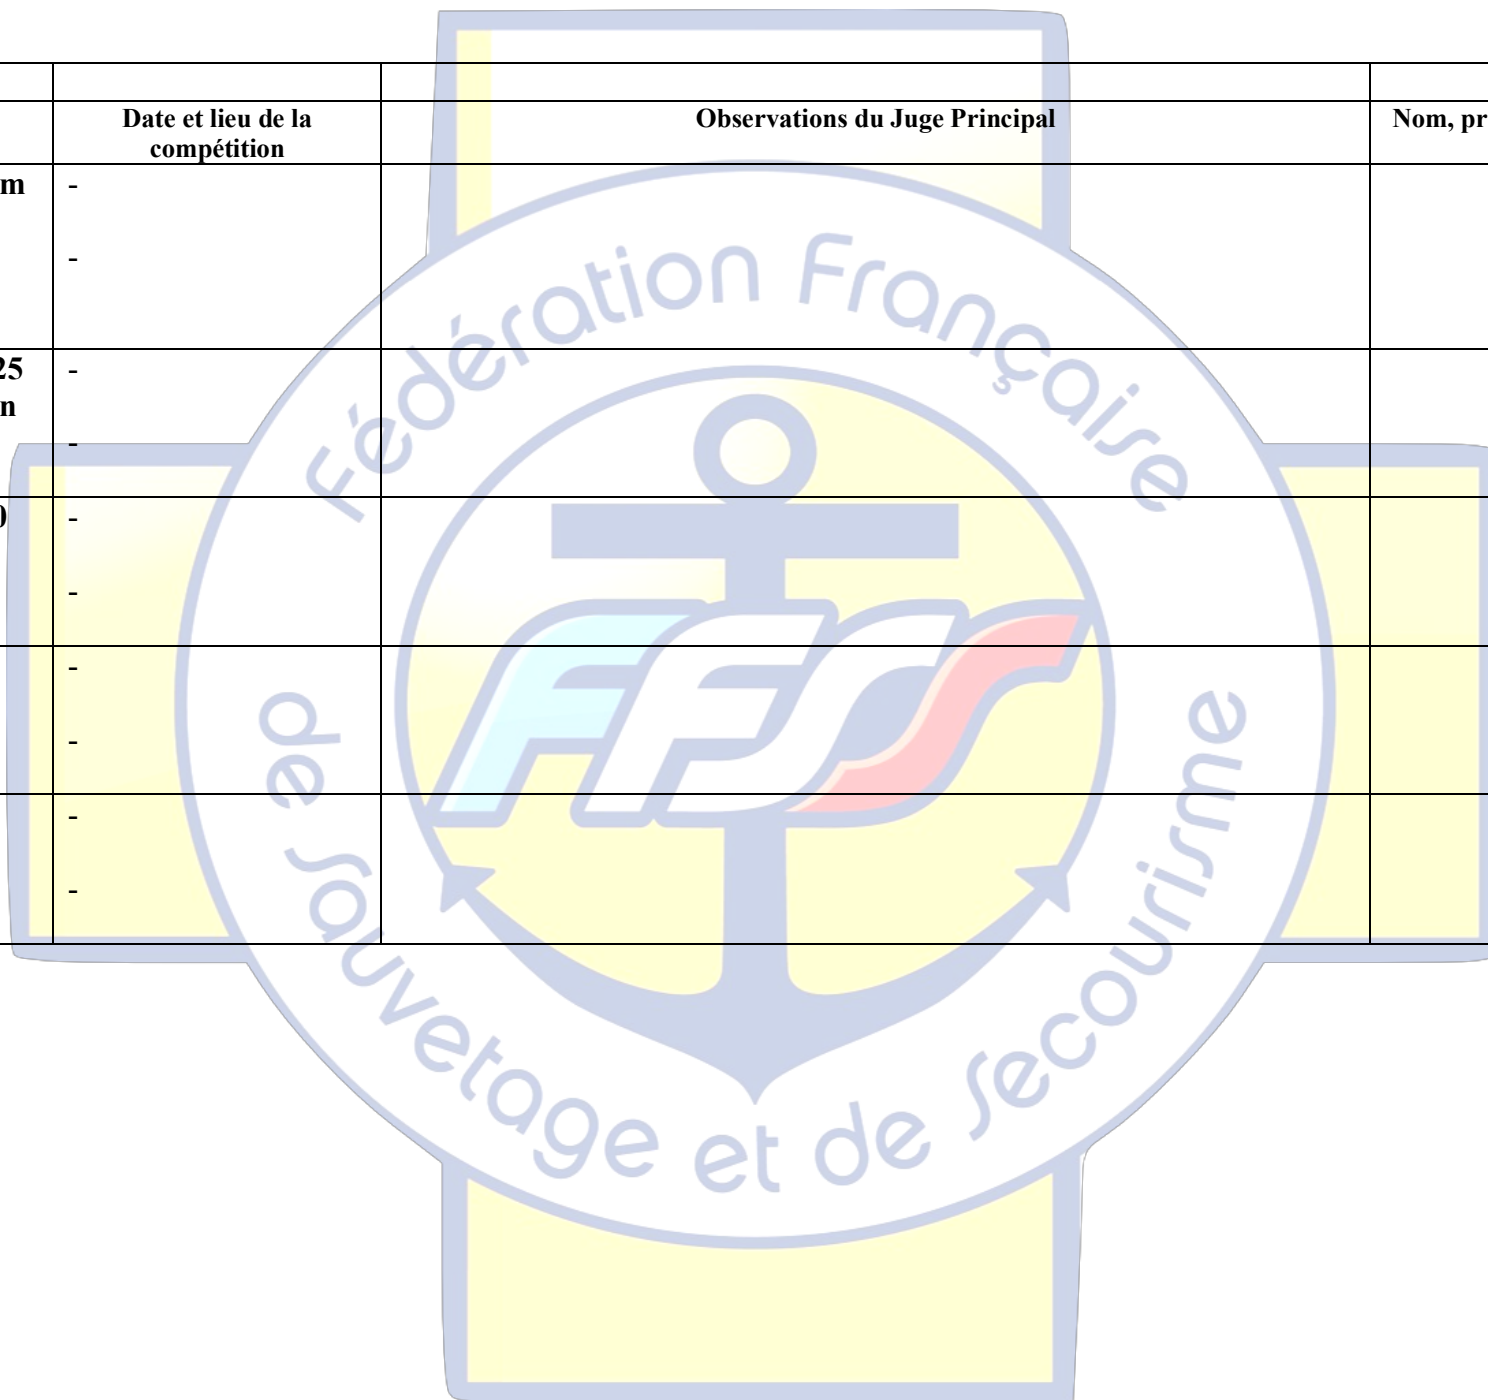 Date et lieu de la
compétition
Observations du Juge Principal
Nom, pr
m
-
-
25
-
n
-
0
-
-
-
-
-
-
Fédération Française
FFSS
de Sauvetage et de Secourisme